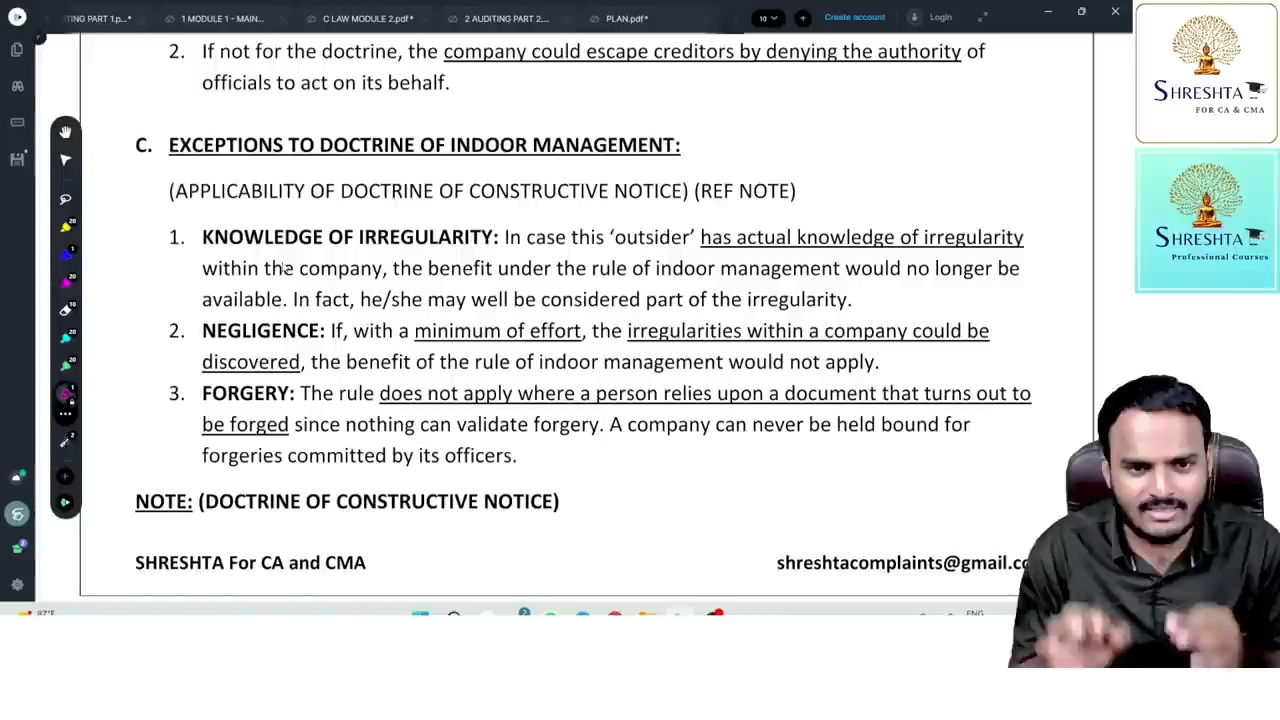 TING PART 1.p...*
1 MODULE 1 - MAIN...
C LAW MODULE 2.pdf*
2 AUDITING PART 2....
PLAN.pdf*
10
Create account
Login
2. If not for the doctrine, the company could escape creditors by denying the authority of
officials to act on its behalf.
C. EXCEPTIONS TO DOCTRINE OF INDOOR MANAGEMENT:
(APPLICABILITY OF DOCTRINE OF CONSTRUCTIVE NOTICE) (REF NOTE)
1. KNOWLEDGE OF IRREGULARITY: In case this ‘outsider’ has actual knowledge of irregularity
within the company, the benefit under the rule of indoor management would no longer be
available. In fact, he/she may well be considered part of the irregularity.
2. NEGLIGENCE: If, with a minimum of effort, the irregularities within a company could be
discovered, the benefit of the rule of indoor management would not apply.
3. FORGERY: The rule does not apply where a person relies upon a document that turns out to
be forged since nothing can validate forgery. A company can never be held bound for
forgeries committed by its officers.
NOTE: (DOCTRINE OF CONSTRUCTIVE NOTICE)
SHRESHTA For CA and CMA
shreshtacomplaints@gmail.co
ENG
SHRESHTA
FOR CA & CMA
SHRESHTA
Professional Courses